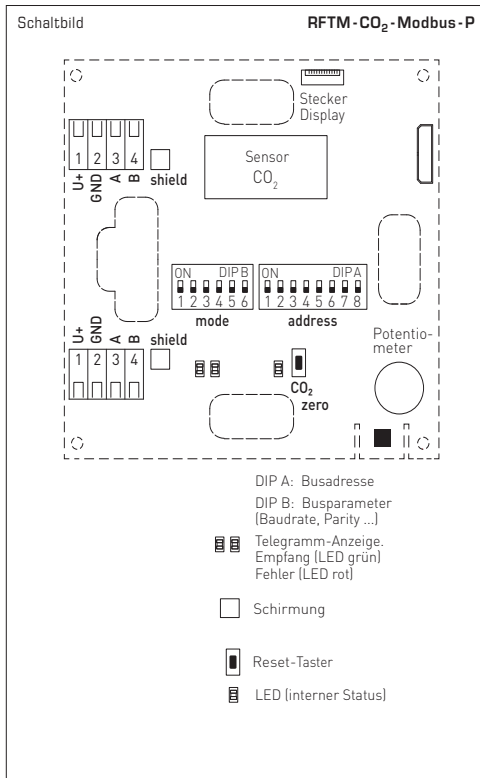 Schaltbild
RFTM-CO2-Modbus-P
Stecker
Display
Sensor
CO2
1 2 3 4
U+ GND A B
shield
ON DIP B
1 2 3 4 5 6
mode
ON DIP A
1 2 3 4 5 6 7 8
address
U+ GND A B
shield
1 2 3 4
Potentio-
meter
CO2
zero
DIP A: Busadresse
DIP B: Busparameter
(Baudrate, Parity ...)
Telegramm-Anzeige.
Empfang (LED grün)
Fehler (LED rot)
Schirmung
Reset-Taster
LED (interner Status)